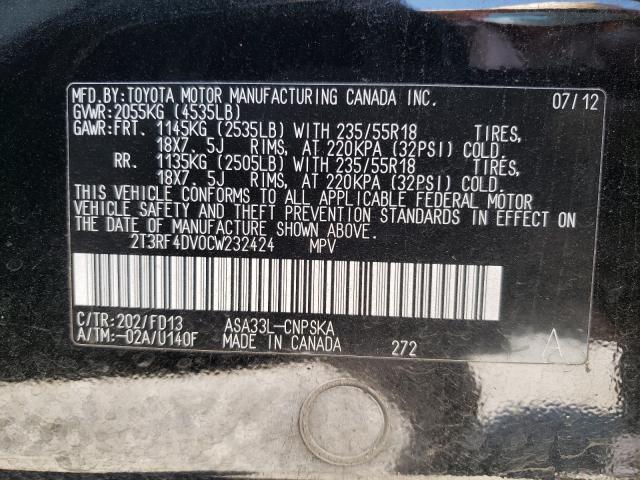 MFD.BY:TOYOTA MOTOR MANUFACTURING CANADA INC. 07/12
GVWR:2055KG (4535LB)
GAWR:FRT. 1145KG (2535LB) WITH 235/55R18 TIRES,
18X7. 5J RIMS, AT 220KPA (32PSI) COLD.
RR. 1135KG (2505LB) WITH 235/55R18 TIRES,
18X7. 5J RIMS, AT 220KPA (32PSI) COLD.
THIS VEHICLE CONFORMS TO ALL APPLICABLE FEDERAL MOTOR
VEHICLE SAFETY AND THEFT PREVENTION STANDARDS IN EFFECT ON
THE DATE OF MANUFACTURE SHOWN ABOVE.
2T3RF4DV0CW232424 MPV
C/TR:202/FD13 ASA33L-CNPSKA
A/TM:-02A/U140F MADE IN CANADA 272 A